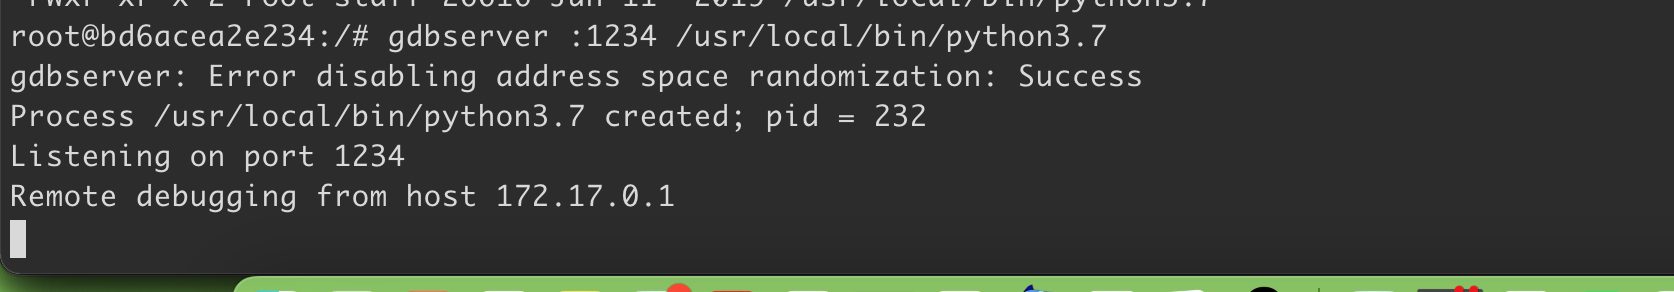 root@bd6acea2e234:/# gdbserver :1234 /usr/local/bin/python3.7
gdbserver: Error disabling address space randomization: Success
Process /usr/local/bin/python3.7 created; pid = 232
Listening on port 1234
Remote debugging from host 172.17.0.1